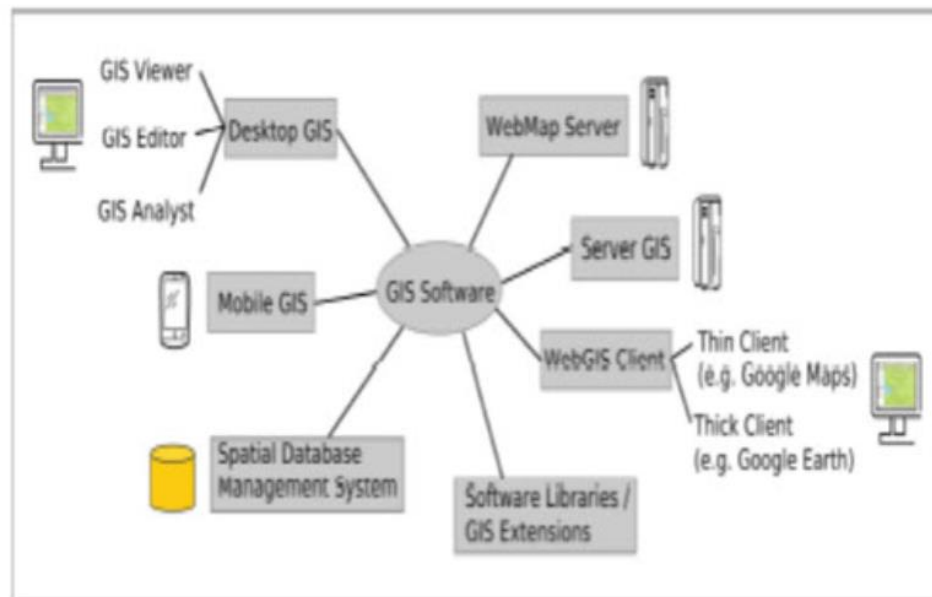 GIS Viewer
GIS Editor
GIS Analyst
Desktop GIS
WebMap Server
Server GIS
GIS Software
Mobile GIS
WebGIS Client
Thin Client
(e.g. Google Maps)
Thick Client
(e.g. Google Earth)
Spatial Database
Management System
Software Libraries /
GIS Extensions